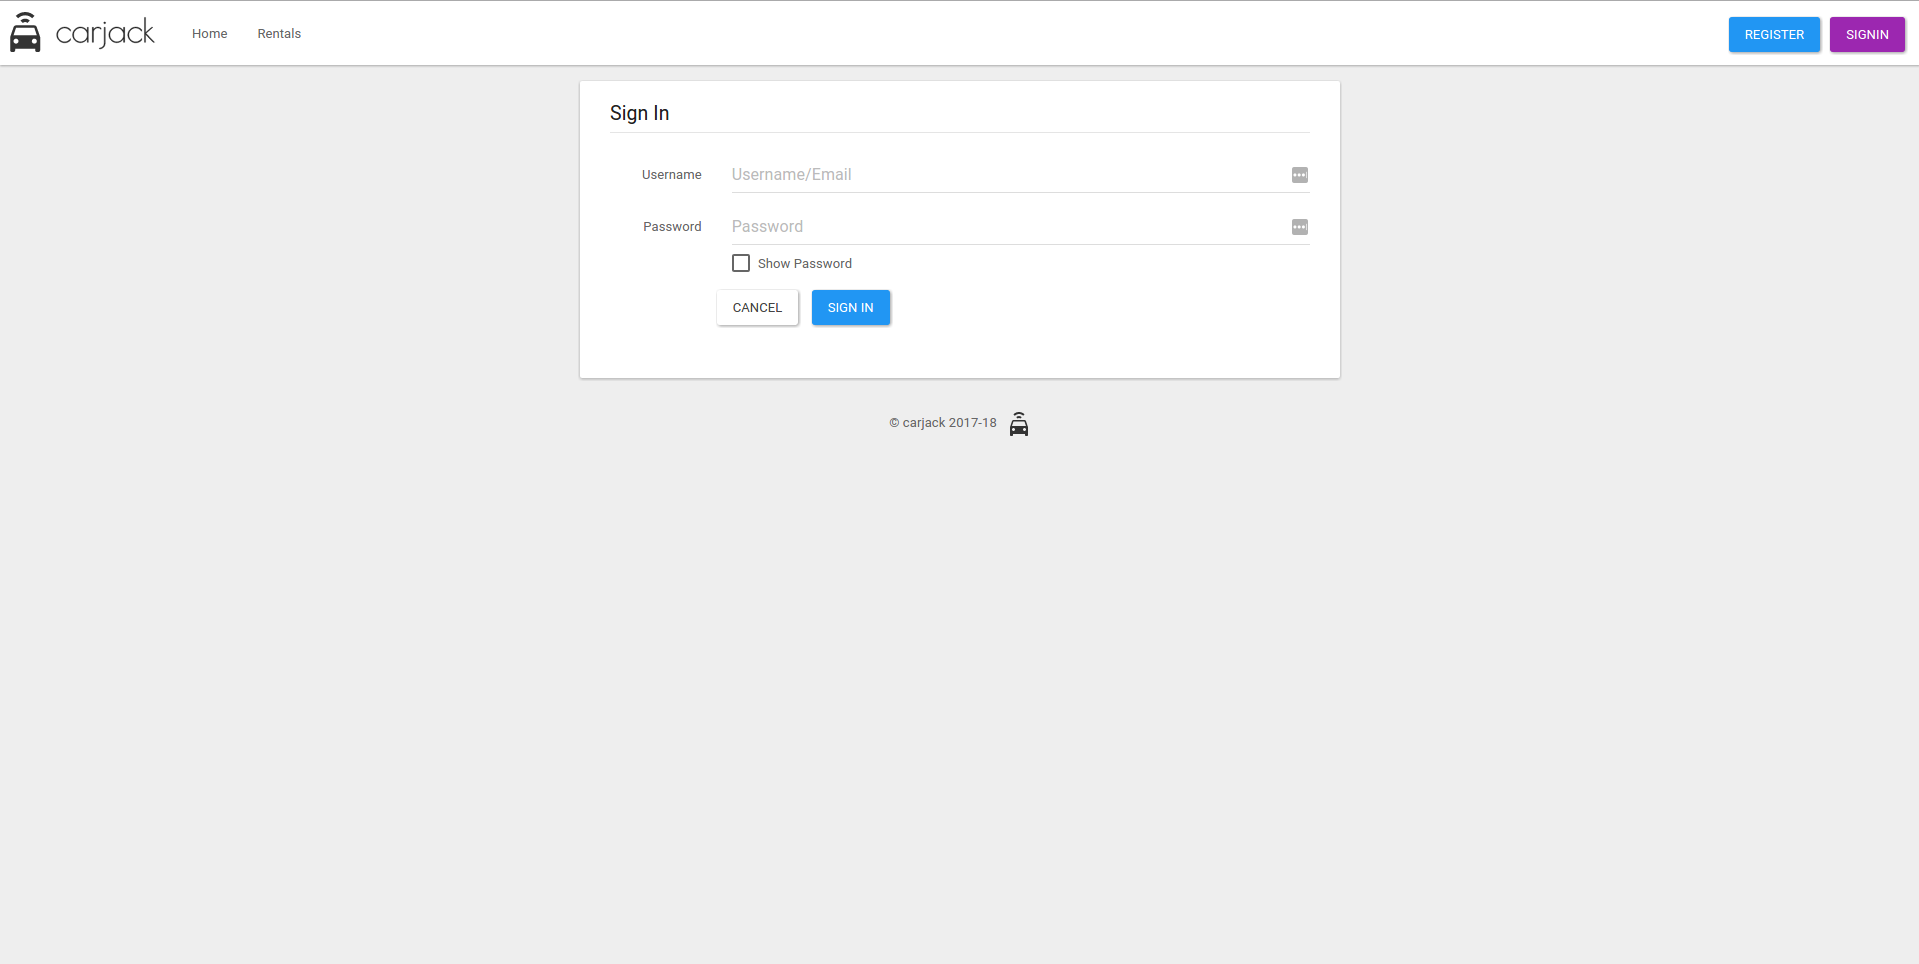 carjack Home Rentals REGISTER SIGNIN
Sign In
Username Username/Email
Password Password
Show Password
CANCEL SIGN IN
© carjack 2017-18